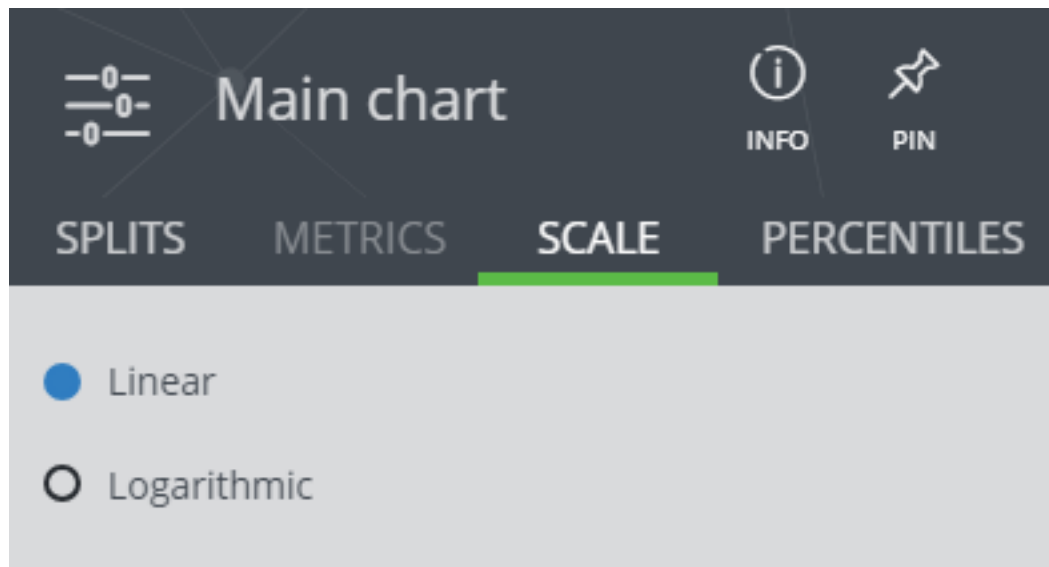 Main chart
INFO PIN
SPLITS METRICS SCALE PERCENTILES
Linear
Logarithmic